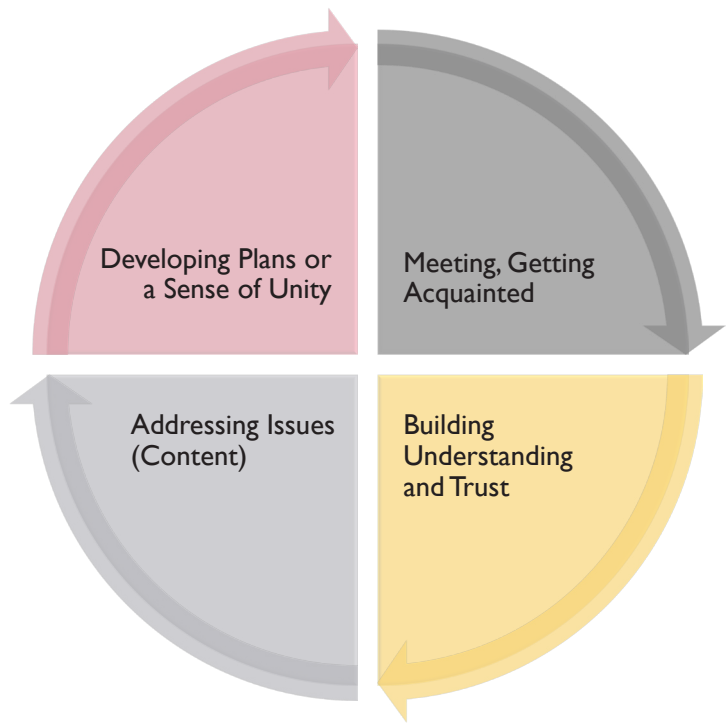 Developing Plans or
a Sense of Unity
Meeting, Getting
Acquainted
Addressing Issues
(Content)
Building
Understanding
and Trust